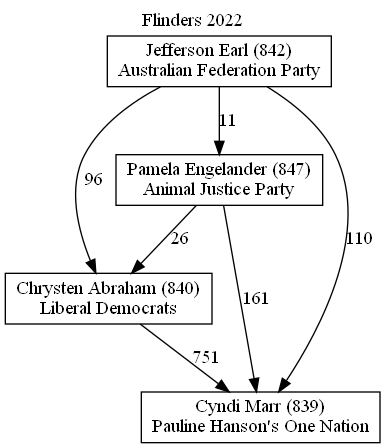 Flinders 2022
Jefferson Earl (842)
Australian Federation Party
11
Pamela Engelander (847)
Animal Justice Party
96
26
110
Chrysten Abraham (840)
Liberal Democrats
161
751
Cyndi Marr (839)
Pauline Hanson's One Nation